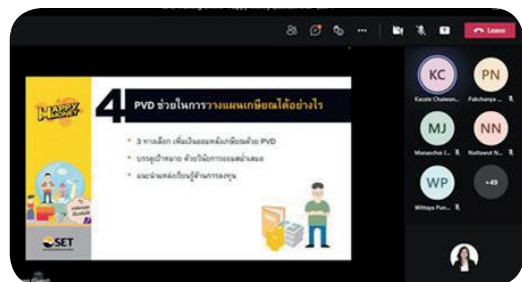 Leave
HAPPY
MONEY
4
PVD ช่วยในการวางแผนเกษียณได้อย่างไร
• 3 ทางเลือก เพิ่มเงินออมหลังเกษียณด้วย PVD
• บรรลุเป้าหมาย ด้วยวินัยการออมสม่ำเสมอ
• แนะนำแหล่งเรียนรู้ด้านการลงทุน
SET
KC
PN
MJ
NN
Nattawut N...
WP
+49
Wittaya Pun...